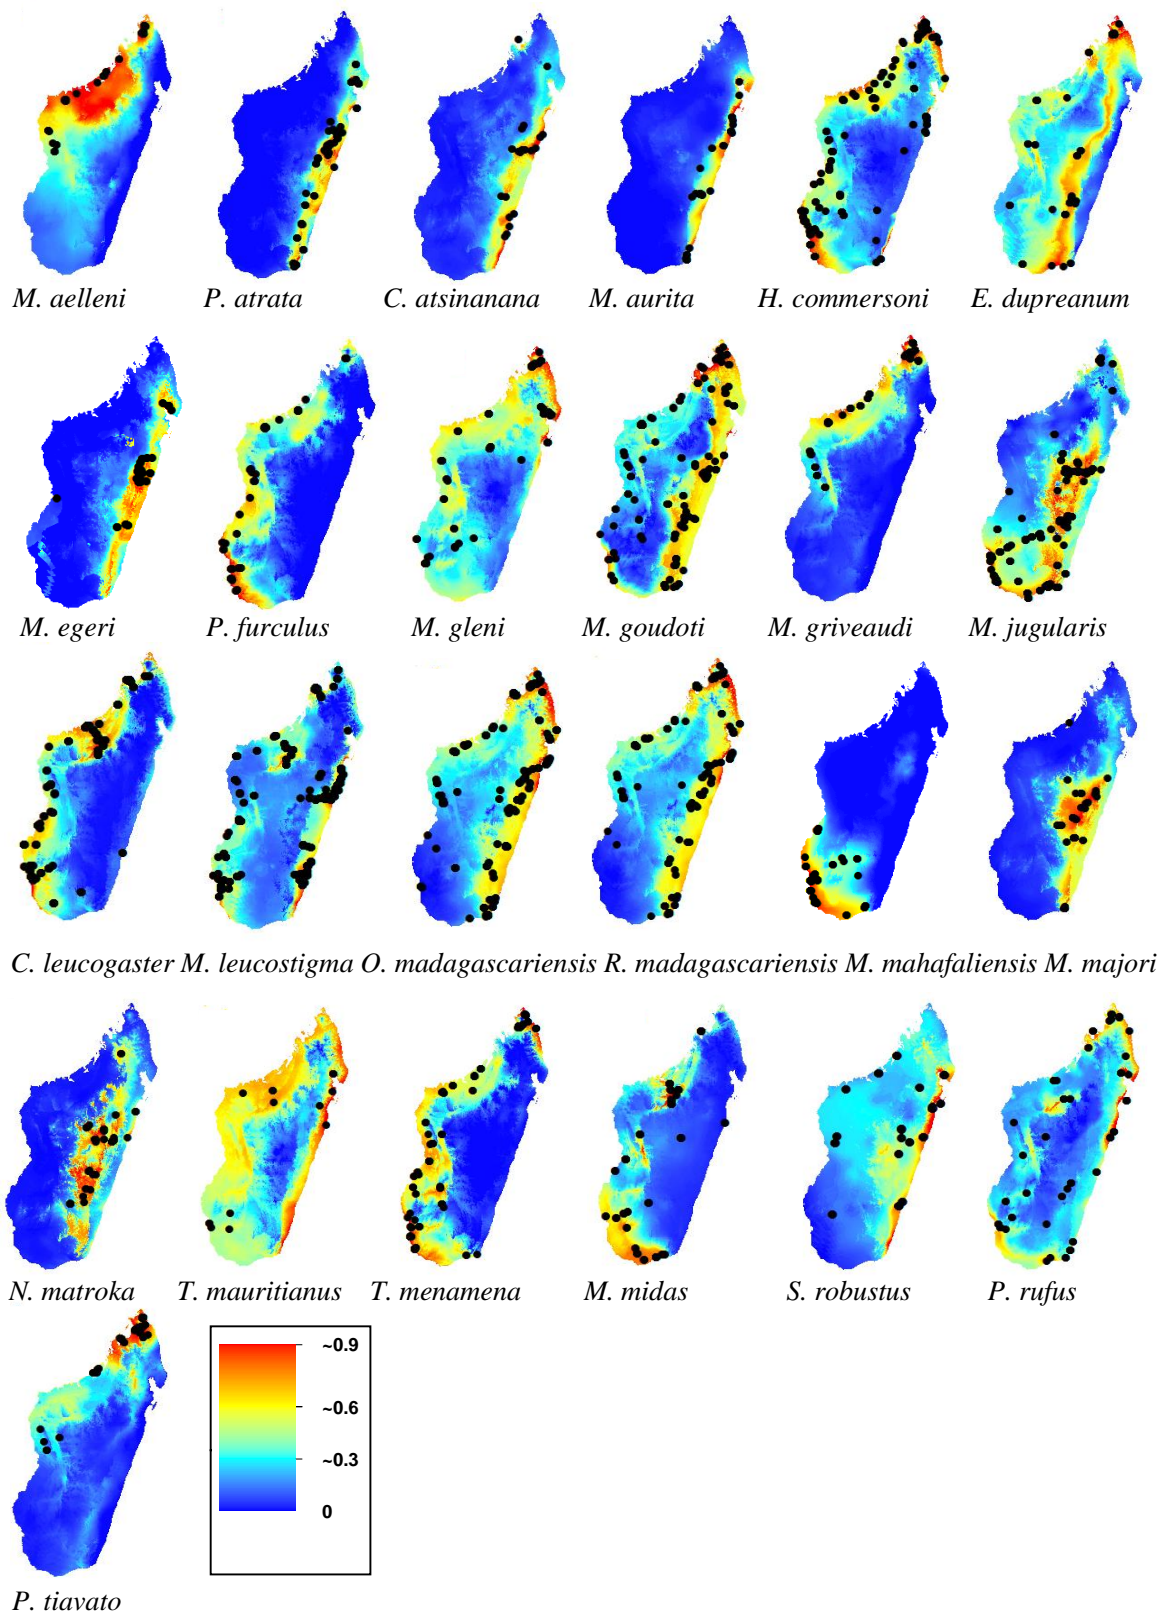 M. aelleni P. atrata C. atsinanana M. aurita H. commersoni E. dupreanum
M. egeri P. furculus M. gleni M. goudoti M. griveaudi M. jugularis
C. leucogaster M. leucostigma O. madagascariensis R. madagascariensis M. mahafaliensis M. majori
N. matroka T. mauritianus T. menamena M. midas S. robustus P. rufus
~0.9
~0.6
~0.3
0
P. tiavato